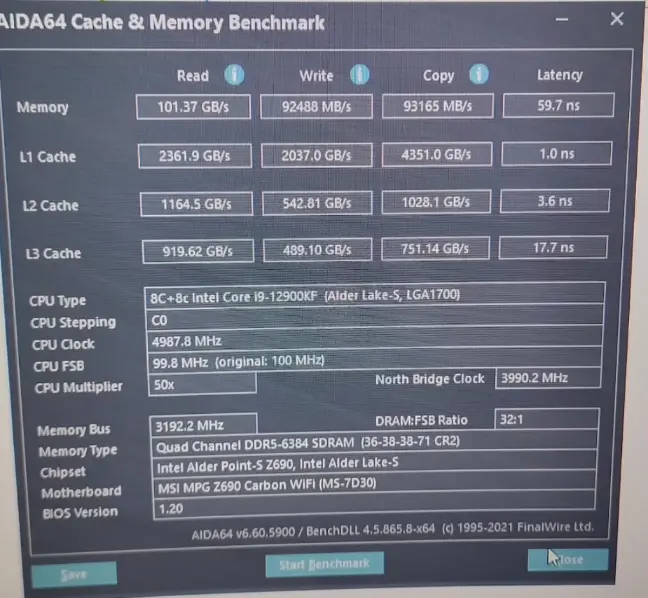 AIDA64 Cache & Memory Benchmark
Read Write Copy Latency
Memory 101.37 GB/s 92488 MB/s 93165 MB/s 59.7 ns
L1 Cache 2361.9 GB/s 2037.0 GB/s 4351.0 GB/s 1.0 ns
L2 Cache 1164.5 GB/s 542.81 GB/s 1028.1 GB/s 3.6 ns
L3 Cache 919.62 GB/s 489.10 GB/s 751.14 GB/s 17.7 ns
CPU Type 8C+8c Intel Core i9-12900KF (Alder Lake-S, LGA1700)
CPU Stepping C0
CPU Clock 4987.8 MHz
CPU FSB 99.8 MHz (original: 100 MHz)
CPU Multiplier 50x North Bridge Clock 3990.2 MHz
Memory Bus 3192.2 MHz DRAM:FSB Ratio 32:1
Memory Type Quad Channel DDR5-6384 SDRAM (36-38-38-71 CR2)
Chipset Intel Alder Point-S Z690, Intel Alder Lake-S
Motherboard MSI MPG Z690 Carbon WiFi (MS-7D30)
BIOS Version 1.20
AIDA64 v6.60.5900 / BenchDLL 4.5.865.8-x64 (c) 1995-2021 FinalWire Ltd.
Save Start Benchmark Close